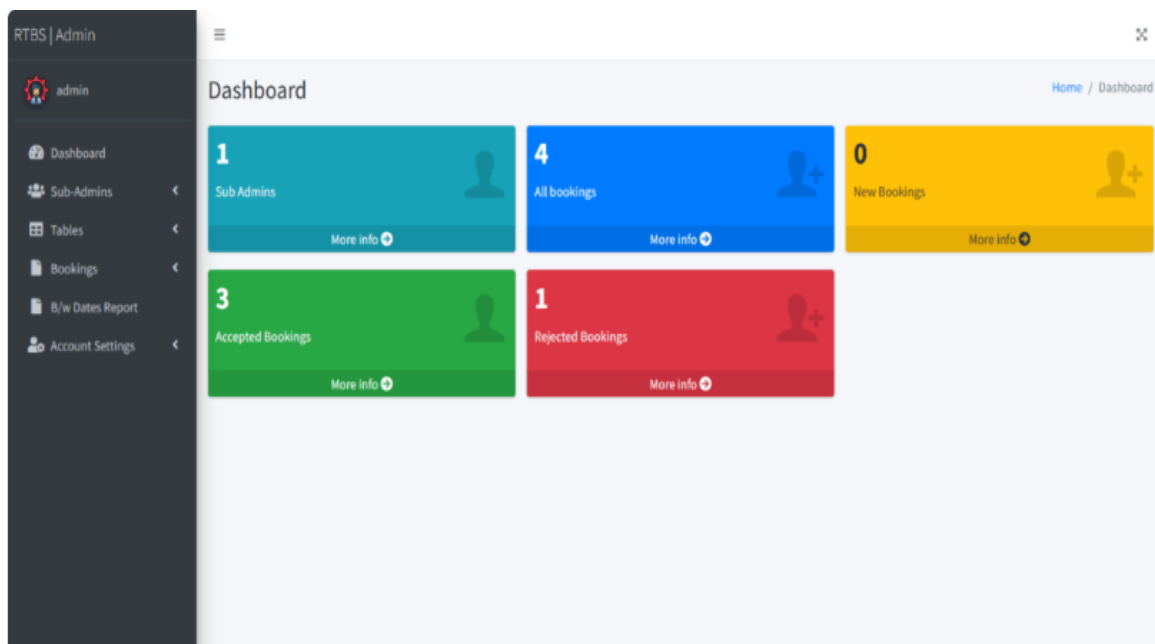 RTBS | Admin
admin
Dashboard
Sub-Admins
Tables
Bookings
B/w Dates Report
Account Settings
Dashboard
Home / Dashboard
1
Sub Admins
More info
4
All bookings
More info
0
New Bookings
More info
3
Accepted Bookings
More info
1
Rejected Bookings
More info